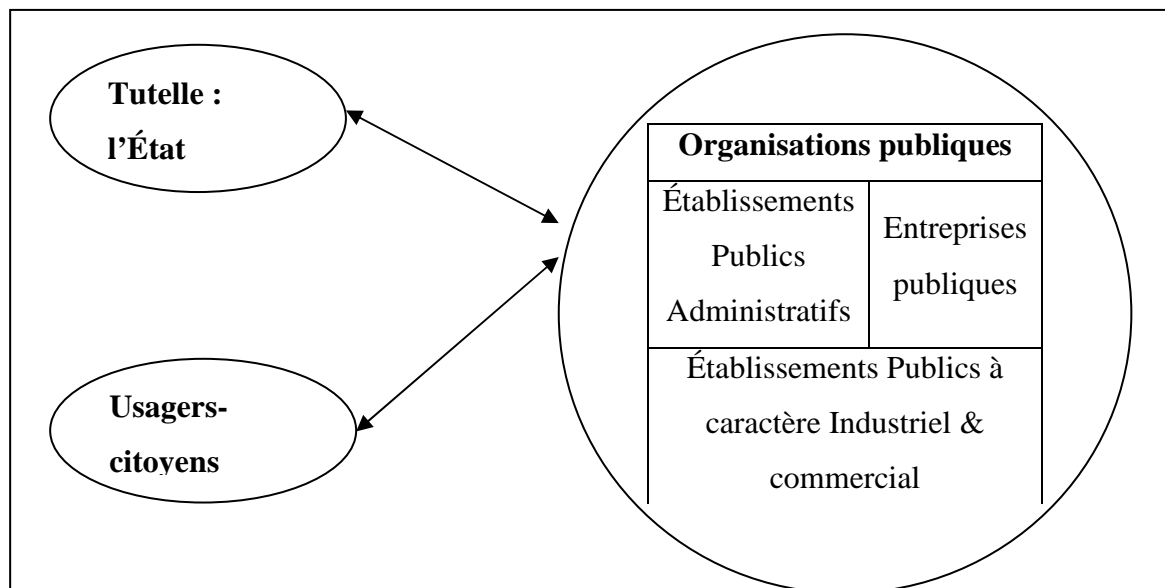 Tutelle :
l’État
Usagers-
citoyens
Organisations publiques
Établissements
Publics
Administratifs
Entreprises
publiques
Établissements Publics à
caractère Industriel &
commercial